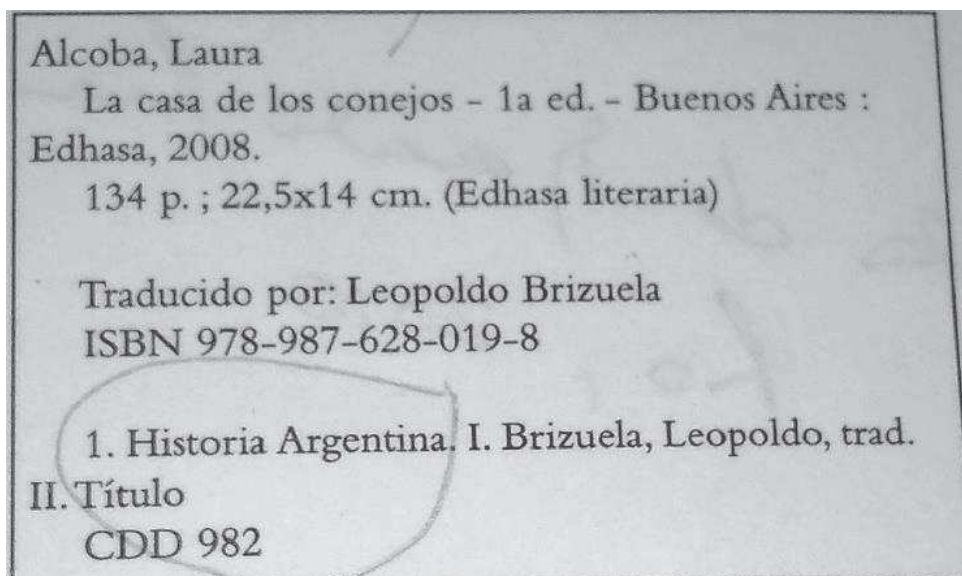 Alcoba, Laura
La casa de los conejos - 1a ed. - Buenos Aires :
Edhasa, 2008.
134 p. ; 22,5x14 cm. (Edhasa literaria)
Traducido por: Leopoldo Brizuela
ISBN 978-987-628-019-8
1. Historia Argentina. I. Brizuela, Leopoldo, trad.
II. Título
CDD 982